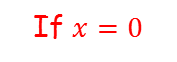 If x = 0